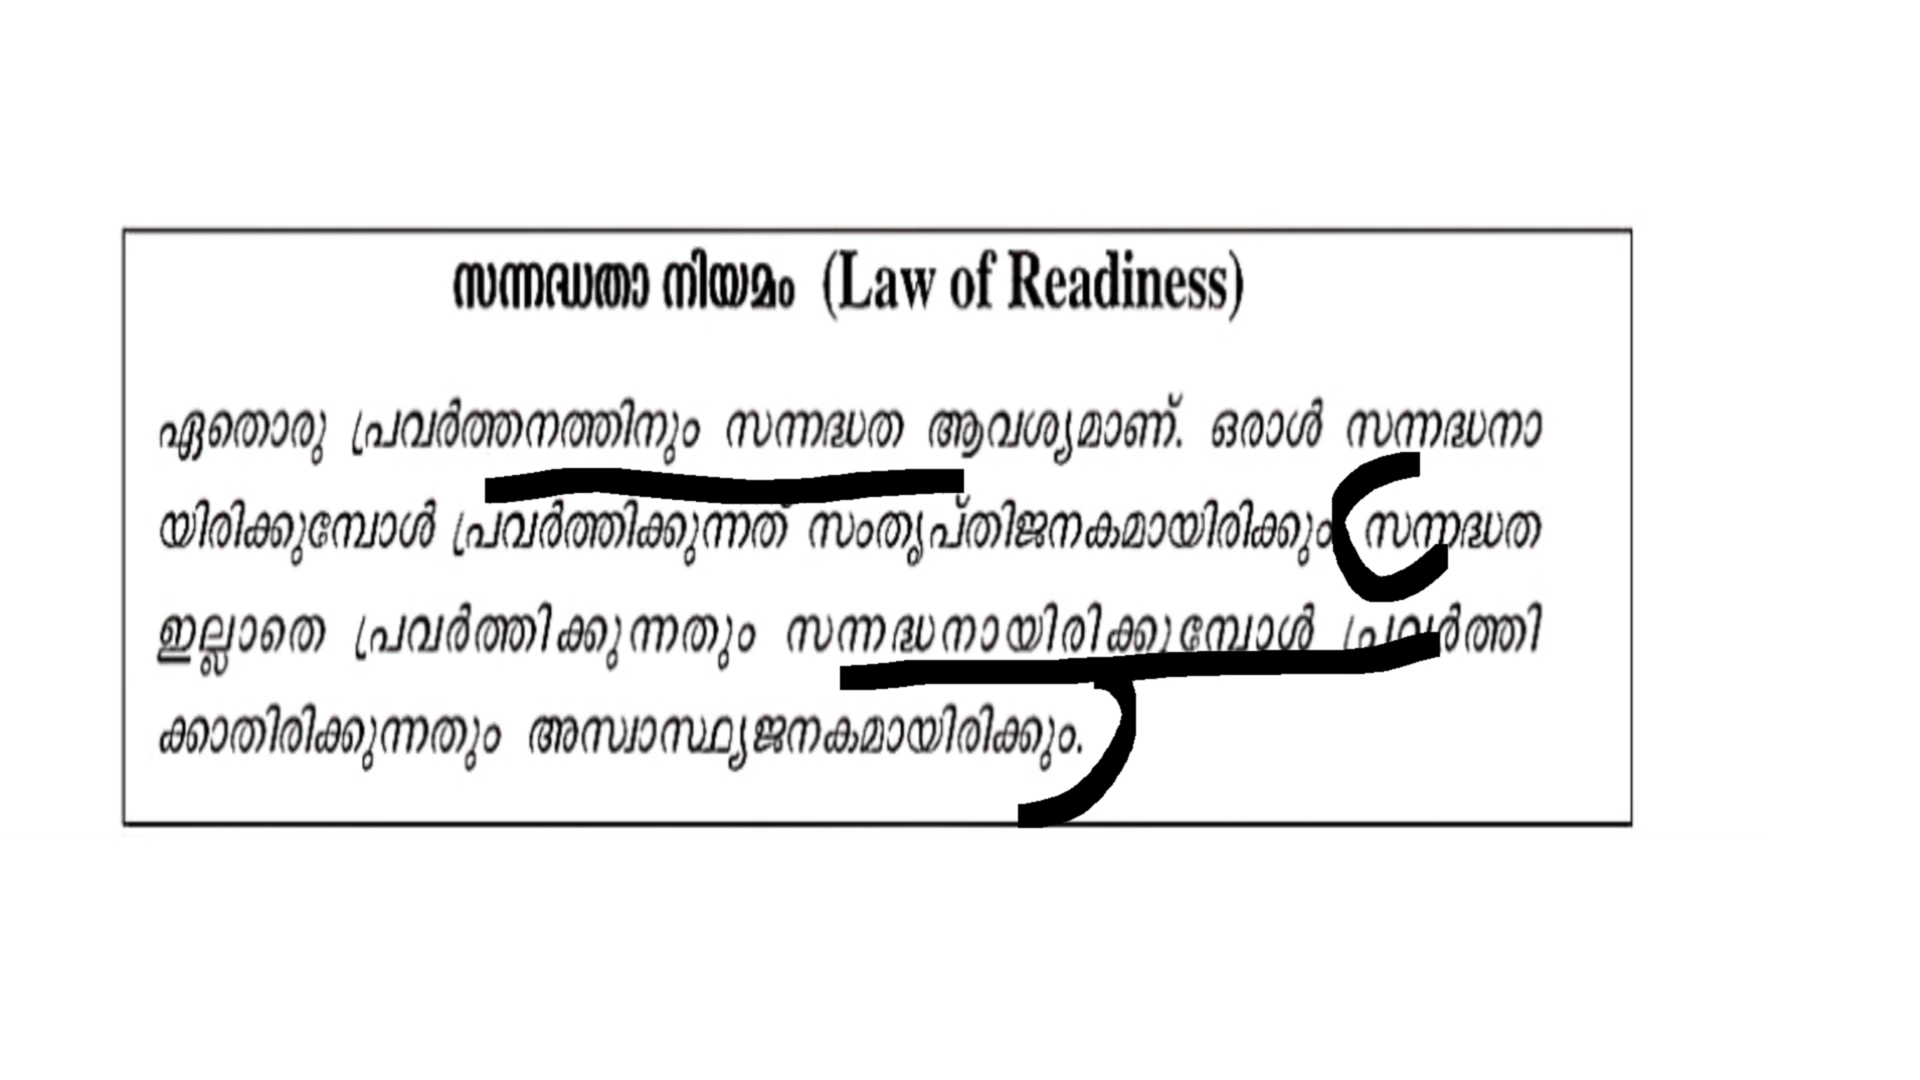 സന്നദ്ധതാ നിയമം (Law of Readiness)
ഏതൊരു പ്രവർത്തനത്തിനും സന്നദ്ധത ആവശ്യമാണ്. ഒരാൾ സന്നദ്ധനാ
യിരിക്കുമ്പോൾ പ്രവർത്തിക്കുന്നത് സംതൃപ്തിജനകമായിരിക്കും സന്നദ്ധത
ഇല്ലാതെ പ്രവർത്തിക്കുന്നതും സന്നദ്ധനായിരിക്കുമ്പോൾ പ്രവർത്തി
ക്കാതിരിക്കുന്നതും അസ്വാസ്ഥ്യജനകമായിരിക്കും.